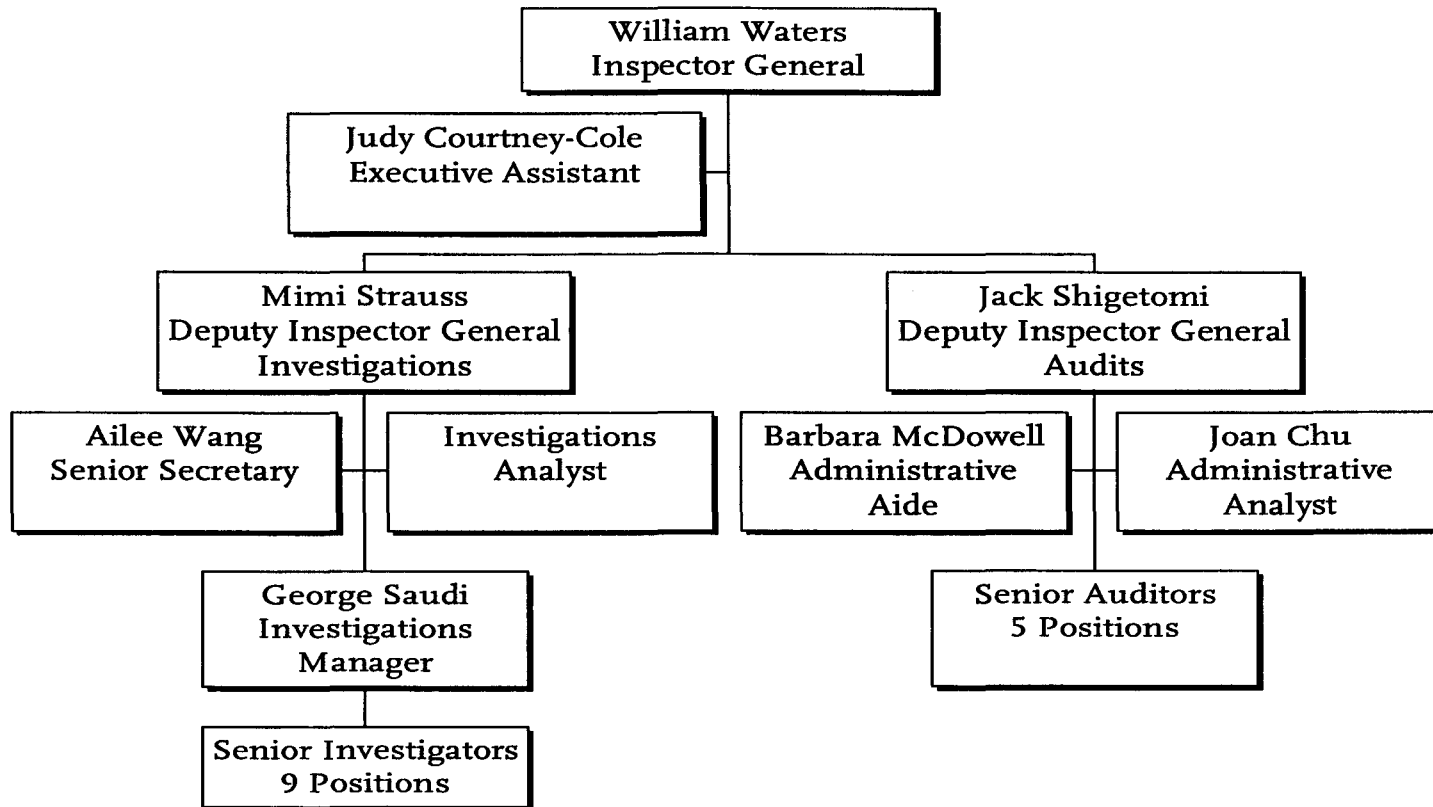 William Waters
Inspector General
Judy Courtney-Cole
Executive Assistant
Mimi Strauss
Deputy Inspector General
Investigations
Jack Shigetomi
Deputy Inspector General
Audits
Ailee Wang
Senior Secretary
Investigations
Analyst
Barbara McDowell
Administrative
Aide
Joan Chu
Administrative
Analyst
George Saudi
Investigations
Manager
Senior Auditors
5 Positions
Senior Investigators
9 Positions